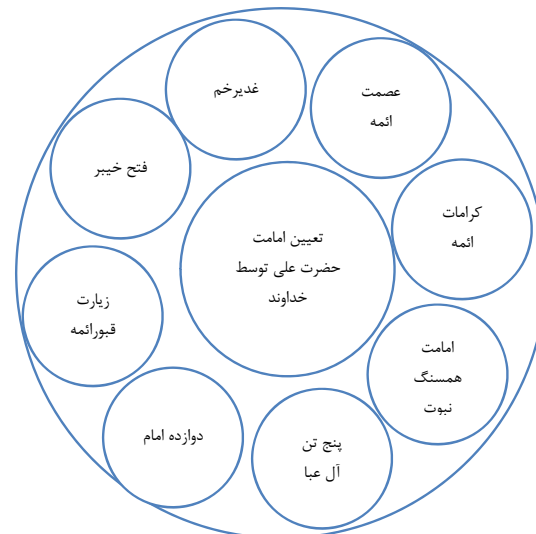 غدیرخم
عصمت
ائمه
فتح خیبر
کرامات
ائمه
تعیین امامت
حضرت علی توسط
خداوند
زیارت
قبورائمه
امامت
همسنگ
نبوت
دوازده امام
پنج تن
آل عبا